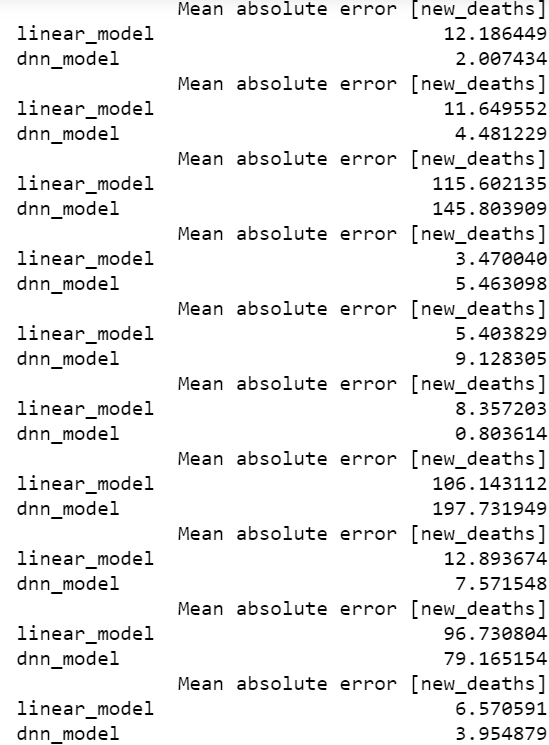 Mean absolute error [new_deaths]
linear_model 12.186449
dnn_model 2.007434
Mean absolute error [new_deaths]
linear_model 11.649552
dnn_model 4.481229
Mean absolute error [new_deaths]
linear_model 115.602135
dnn_model 145.803909
Mean absolute error [new_deaths]
linear_model 3.470040
dnn_model 5.463098
Mean absolute error [new_deaths]
linear_model 5.403829
dnn_model 9.128305
Mean absolute error [new_deaths]
linear_model 8.357203
dnn_model 0.803614
Mean absolute error [new_deaths]
linear_model 106.143112
dnn_model 197.731949
Mean absolute error [new_deaths]
linear_model 12.893674
dnn_model 7.571548
Mean absolute error [new_deaths]
linear_model 96.730804
dnn_model 79.165154
Mean absolute error [new_deaths]
linear_model 6.570591
dnn_model 3.954879